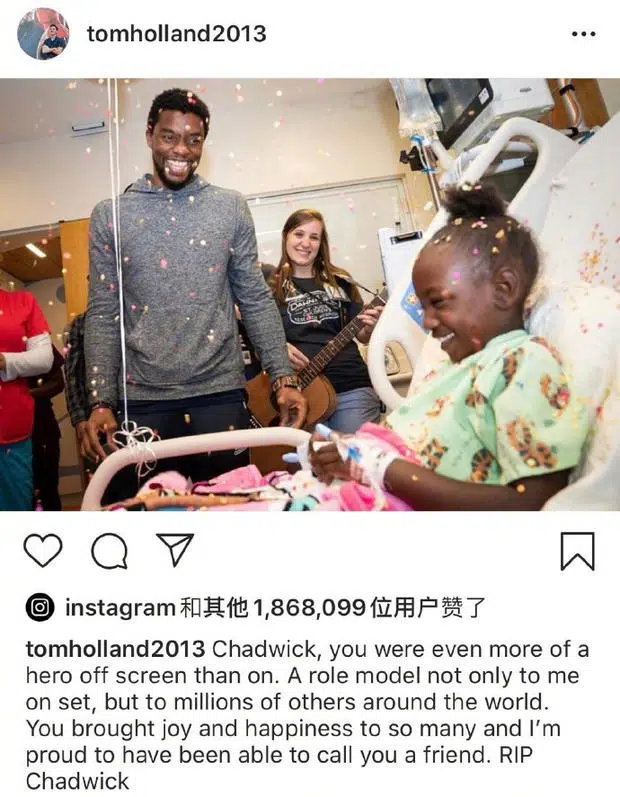 tomholland2013
instagram和其他 1,868,099 位用户赞了
tomholland2013 Chadwick, you were even more of a
hero off screen than on. A role model not only to me
on set, but to millions of others around the world.
You brought joy and happiness to so many and I'm
proud to have been able to call you a friend. RIP
Chadwick